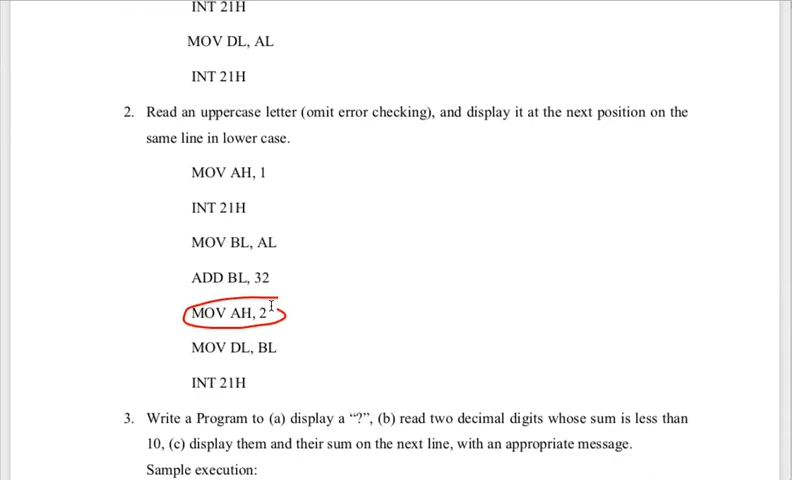 INT 21H
MOV DL, AL
INT 21H
2. Read an uppercase letter (omit error checking), and display it at the next position on the
same line in lower case.
MOV AH, 1
INT 21H
MOV BL, AL
ADD BL, 32
MOV AH, 2
MOV DL, BL
INT 21H
3. Write a Program to (a) display a “?”, (b) read two decimal digits whose sum is less than
10, (c) display them and their sum on the next line, with an appropriate message.
Sample execution: